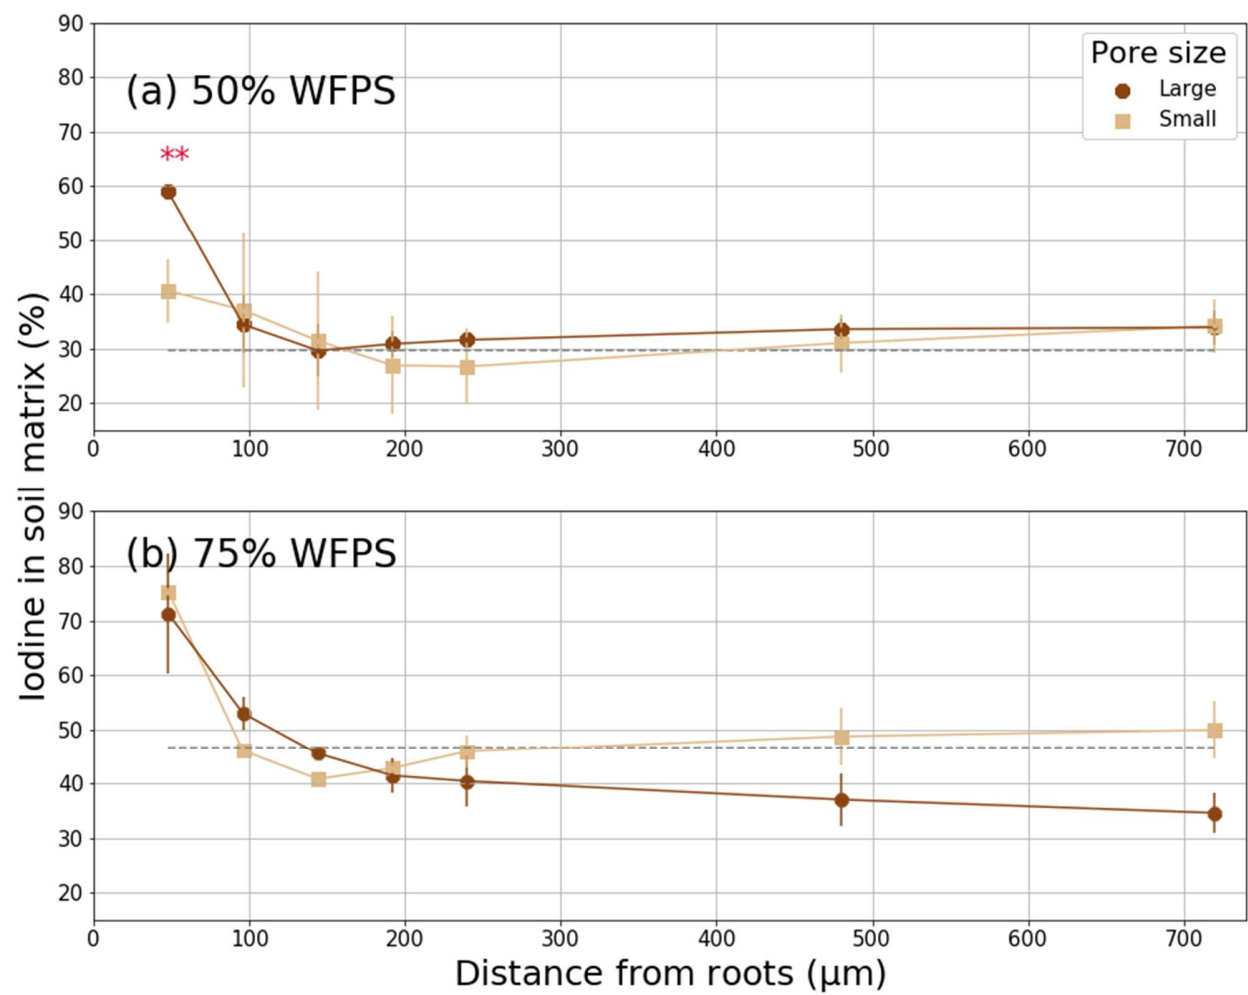 90
80
70
60
50
40
30
20
(a) 50% WFPS
**
Pore size
Large
Small
0 100 200 300 400 500 600 700
Iodine in soil matrix (%)
90
80
70
60
50
40
30
20
(b) 75% WFPS
0 100 200 300 400 500 600 700
Distance from roots (μm)